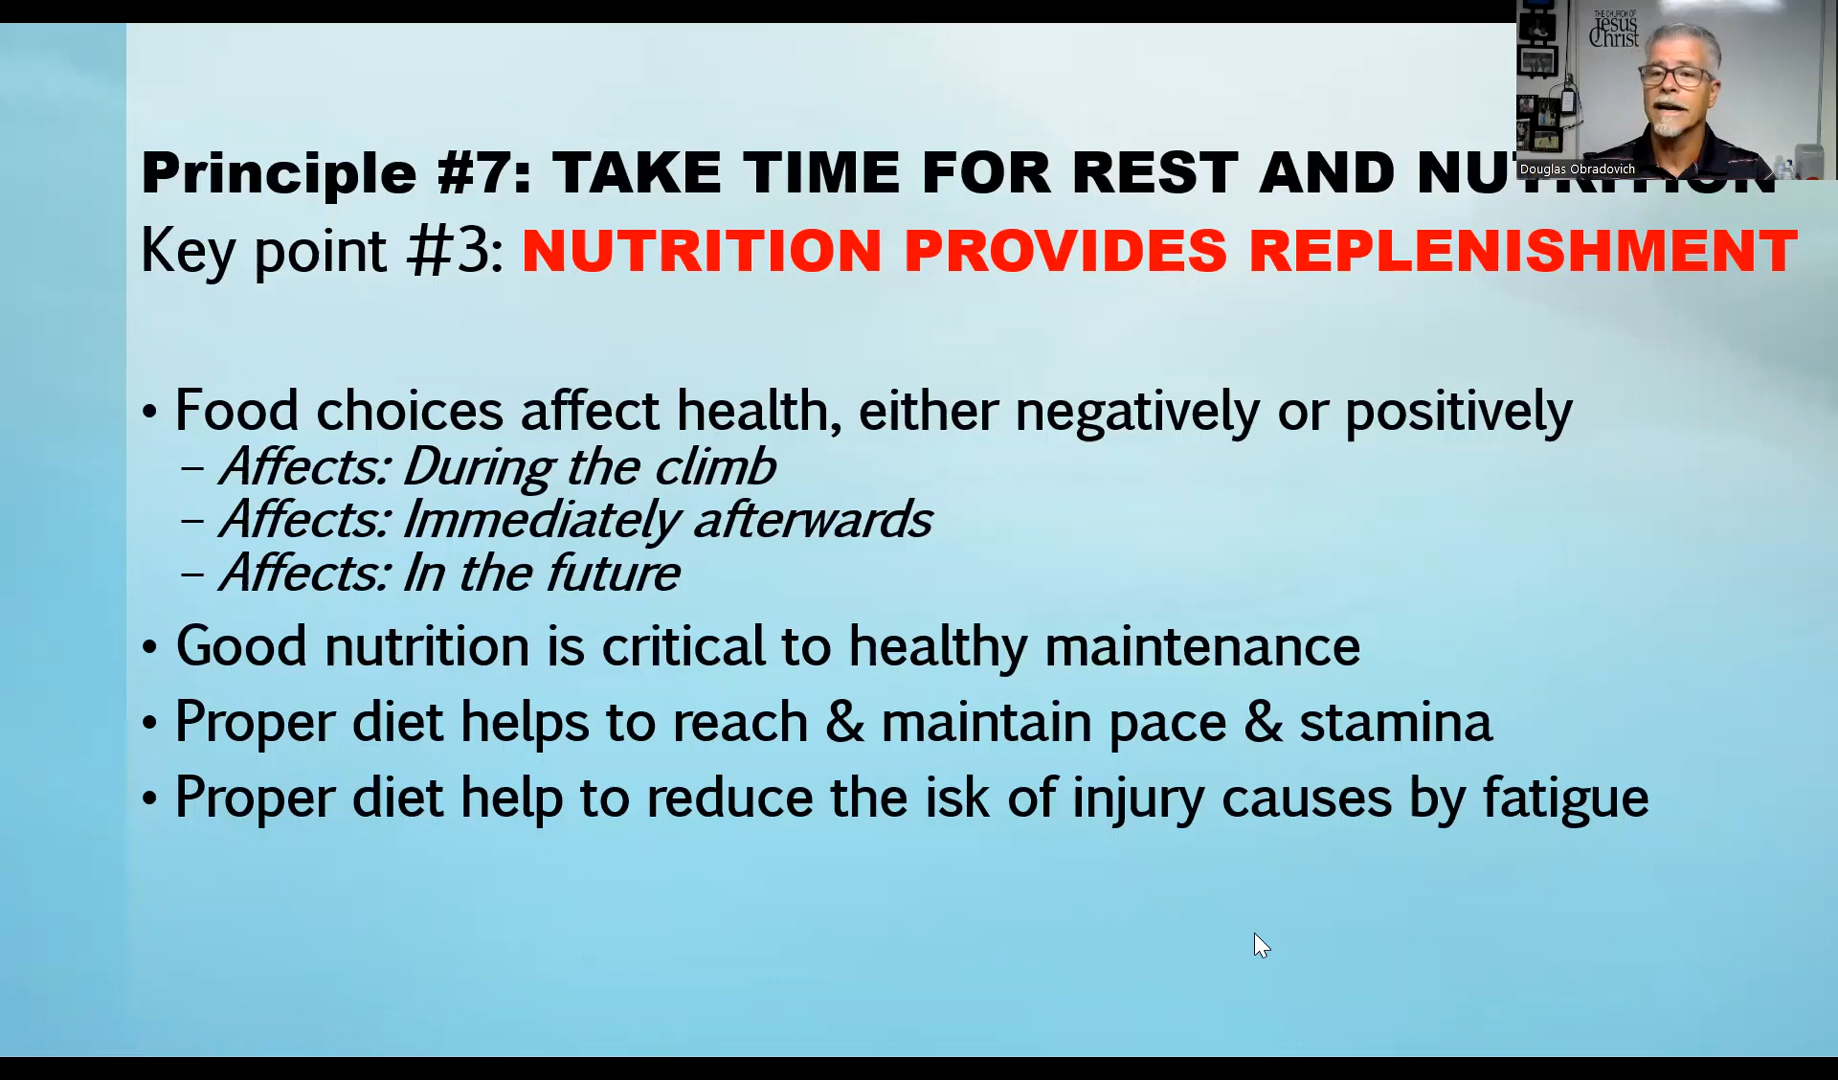 THE CHURCH OF
Jesus
Christ
Douglas Obradovich
Principle #7: TAKE TIME FOR REST AND NUTRITION
Key point #3: NUTRITION PROVIDES REPLENISHMENT
• Food choices affect health, either negatively or positively
– Affects: During the climb
– Affects: Immediately afterwards
– Affects: In the future
• Good nutrition is critical to healthy maintenance
• Proper diet helps to reach & maintain pace & stamina
• Proper diet help to reduce the isk of injury causes by fatigue